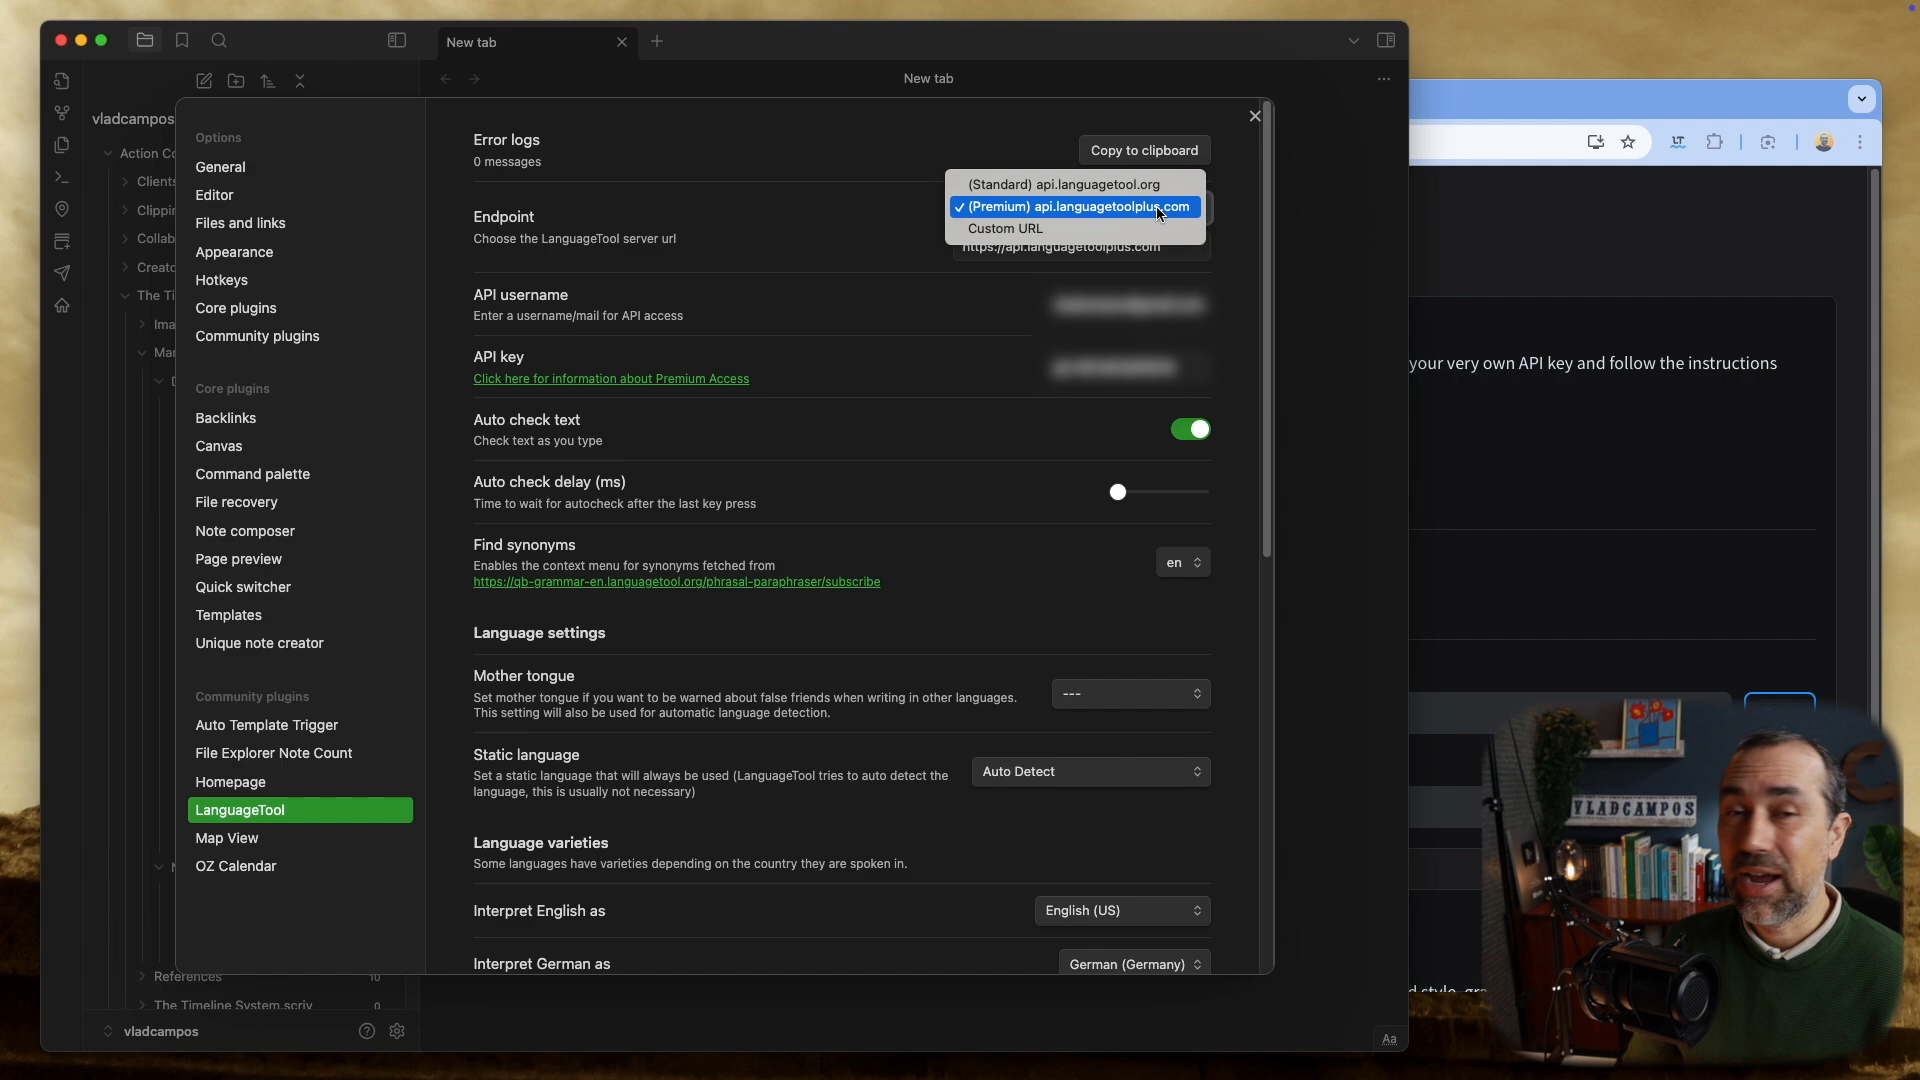 New tab
New tab
vladcampos
Action Co
Clients
Clippin
Collab
Creato
The Ti
Ima
Mar
References 10
The Timeline System.scriv 0
vladcampos
Options
General
Editor
Files and links
Appearance
Hotkeys
Core plugins
Community plugins
Core plugins
Backlinks
Canvas
Command palette
File recovery
Note composer
Page preview
Quick switcher
Templates
Unique note creator
Community plugins
Auto Template Trigger
File Explorer Note Count
Homepage
LanguageTool
Map View
OZ Calendar
Error logs
0 messages
Copy to clipboard
(Standard) api.languagetool.org
(Premium) api.languagetoolplus.com
Custom URL
https://api.languagetoolplus.com
Endpoint
Choose the LanguageTool server url
API username
Enter a username/mail for API access
API key
Click here for information about Premium Access
Auto check text
Check text as you type
Auto check delay (ms)
Time to wait for autocheck after the last key press
Find synonyms
Enables the context menu for synonyms fetched from
https://qb-grammar-en.languagetool.org/phrasal-paraphraser/subscribe
en
Language settings
Mother tongue
Set mother tongue if you want to be warned about false friends when writing in other languages.
This setting will also be used for automatic language detection.
---
Static language
Set a static language that will always be used (LanguageTool tries to auto detect the
language, this is usually not necessary)
Auto Detect
Language varieties
Some languages have varieties depending on the country they are spoken in.
Interpret English as
English (US)
Interpret German as
German (Germany)
Aa
LT
your very own API key and follow the instructions
VLADCAMPOS